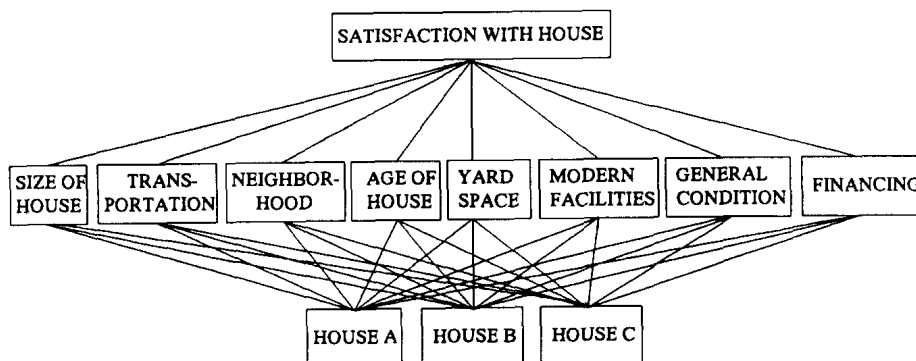 SATISFACTION WITH HOUSE
SIZE OF
HOUSE
TRANS-
PORTATION
NEIGHBOR-
HOOD
AGE OF
HOUSE
YARD
SPACE
MODERN
FACILITIES
GENERAL
CONDITION
FINANCING
HOUSE A
HOUSE B
HOUSE C